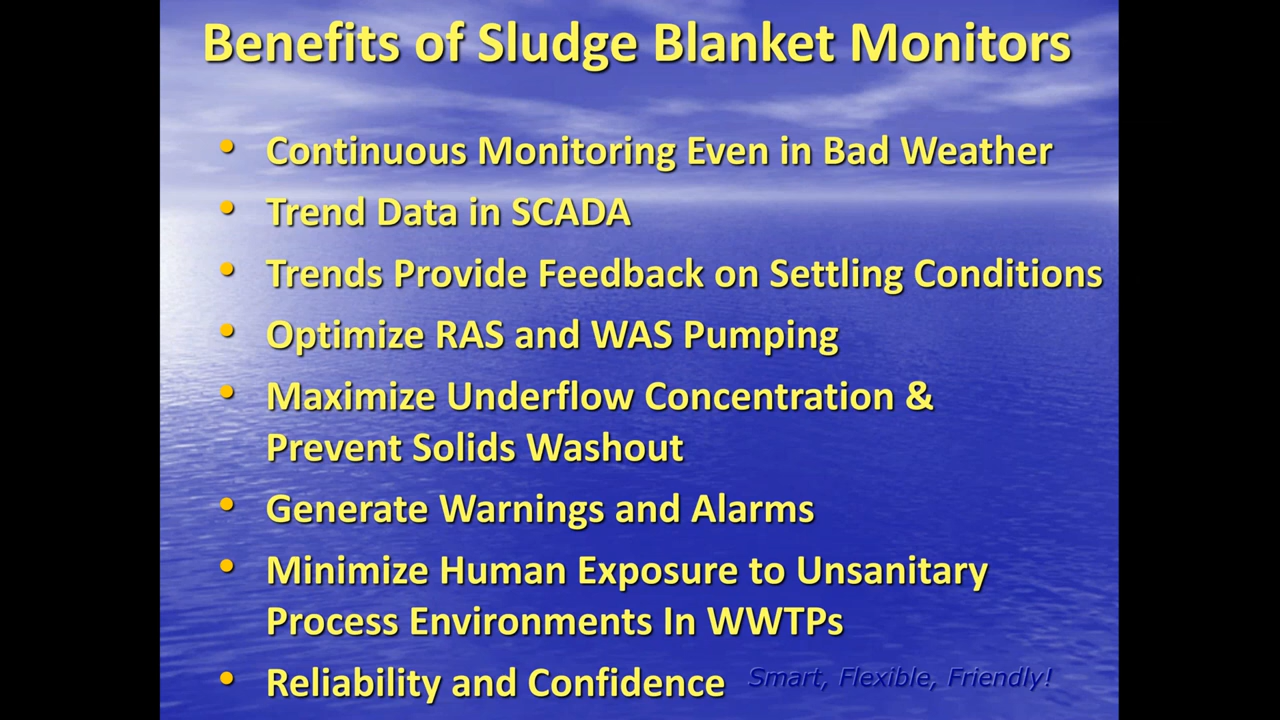 Benefits of Sludge Blanket Monitors
• Continuous Monitoring Even in Bad Weather
• Trend Data in SCADA
• Trends Provide Feedback on Settling Conditions
• Optimize RAS and WAS Pumping
• Maximize Underflow Concentration &
Prevent Solids Washout
• Generate Warnings and Alarms
• Minimize Human Exposure to Unsanitary
Process Environments In WWTPs
• Reliability and Confidence
Smart, Flexible, Friendly!